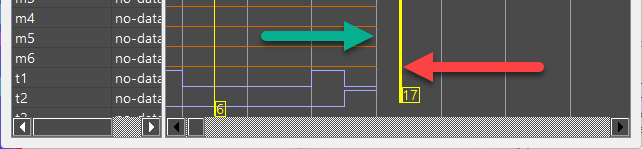 m4 no-data
m5 no-data
m6 no-data
t1 no-data
t2 no-data
6
17